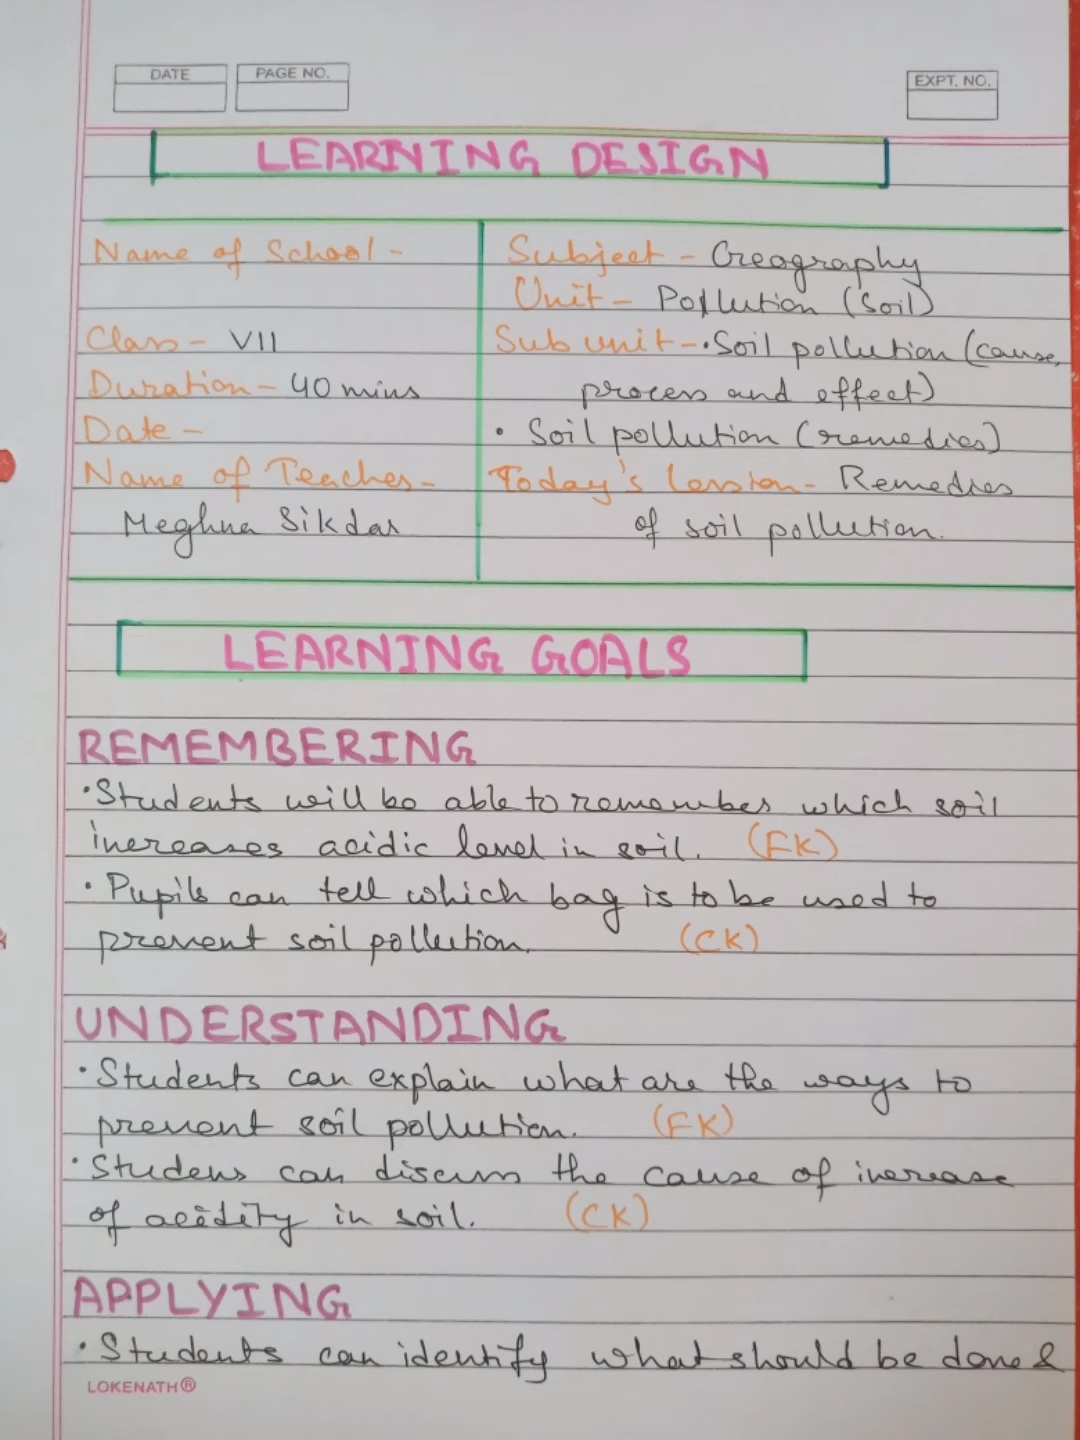 DATE
PAGE NO.
EXPT. NO.
LEARNING DESIGN
Name of School -
Class - VII
Duration - 40 mins
Date -
Name of Teacher -
Meghna Sikdar
Subject - Geography
Unit - Pollution (Soil)
Sub unit - • Soil pollution (cause,
process and effect)
• Soil pollution (remedies)
Today's lession - Remedies
of soil pollution.
LEARNING GOALS
REMEMBERING
• Students will be able to remember which soil
increases acidic level in soil. (FK)
• Pupils can tell which bag is to be used to
prevent soil pollution. (CK)
UNDERSTANDING
• Students can explain what are the ways to
prevent soil pollution. (FK)
• Studens can discuss the cause of increase
of acidity in soil. (CK)
APPLYING
• Students can identify what should be done &
LOKENATH®